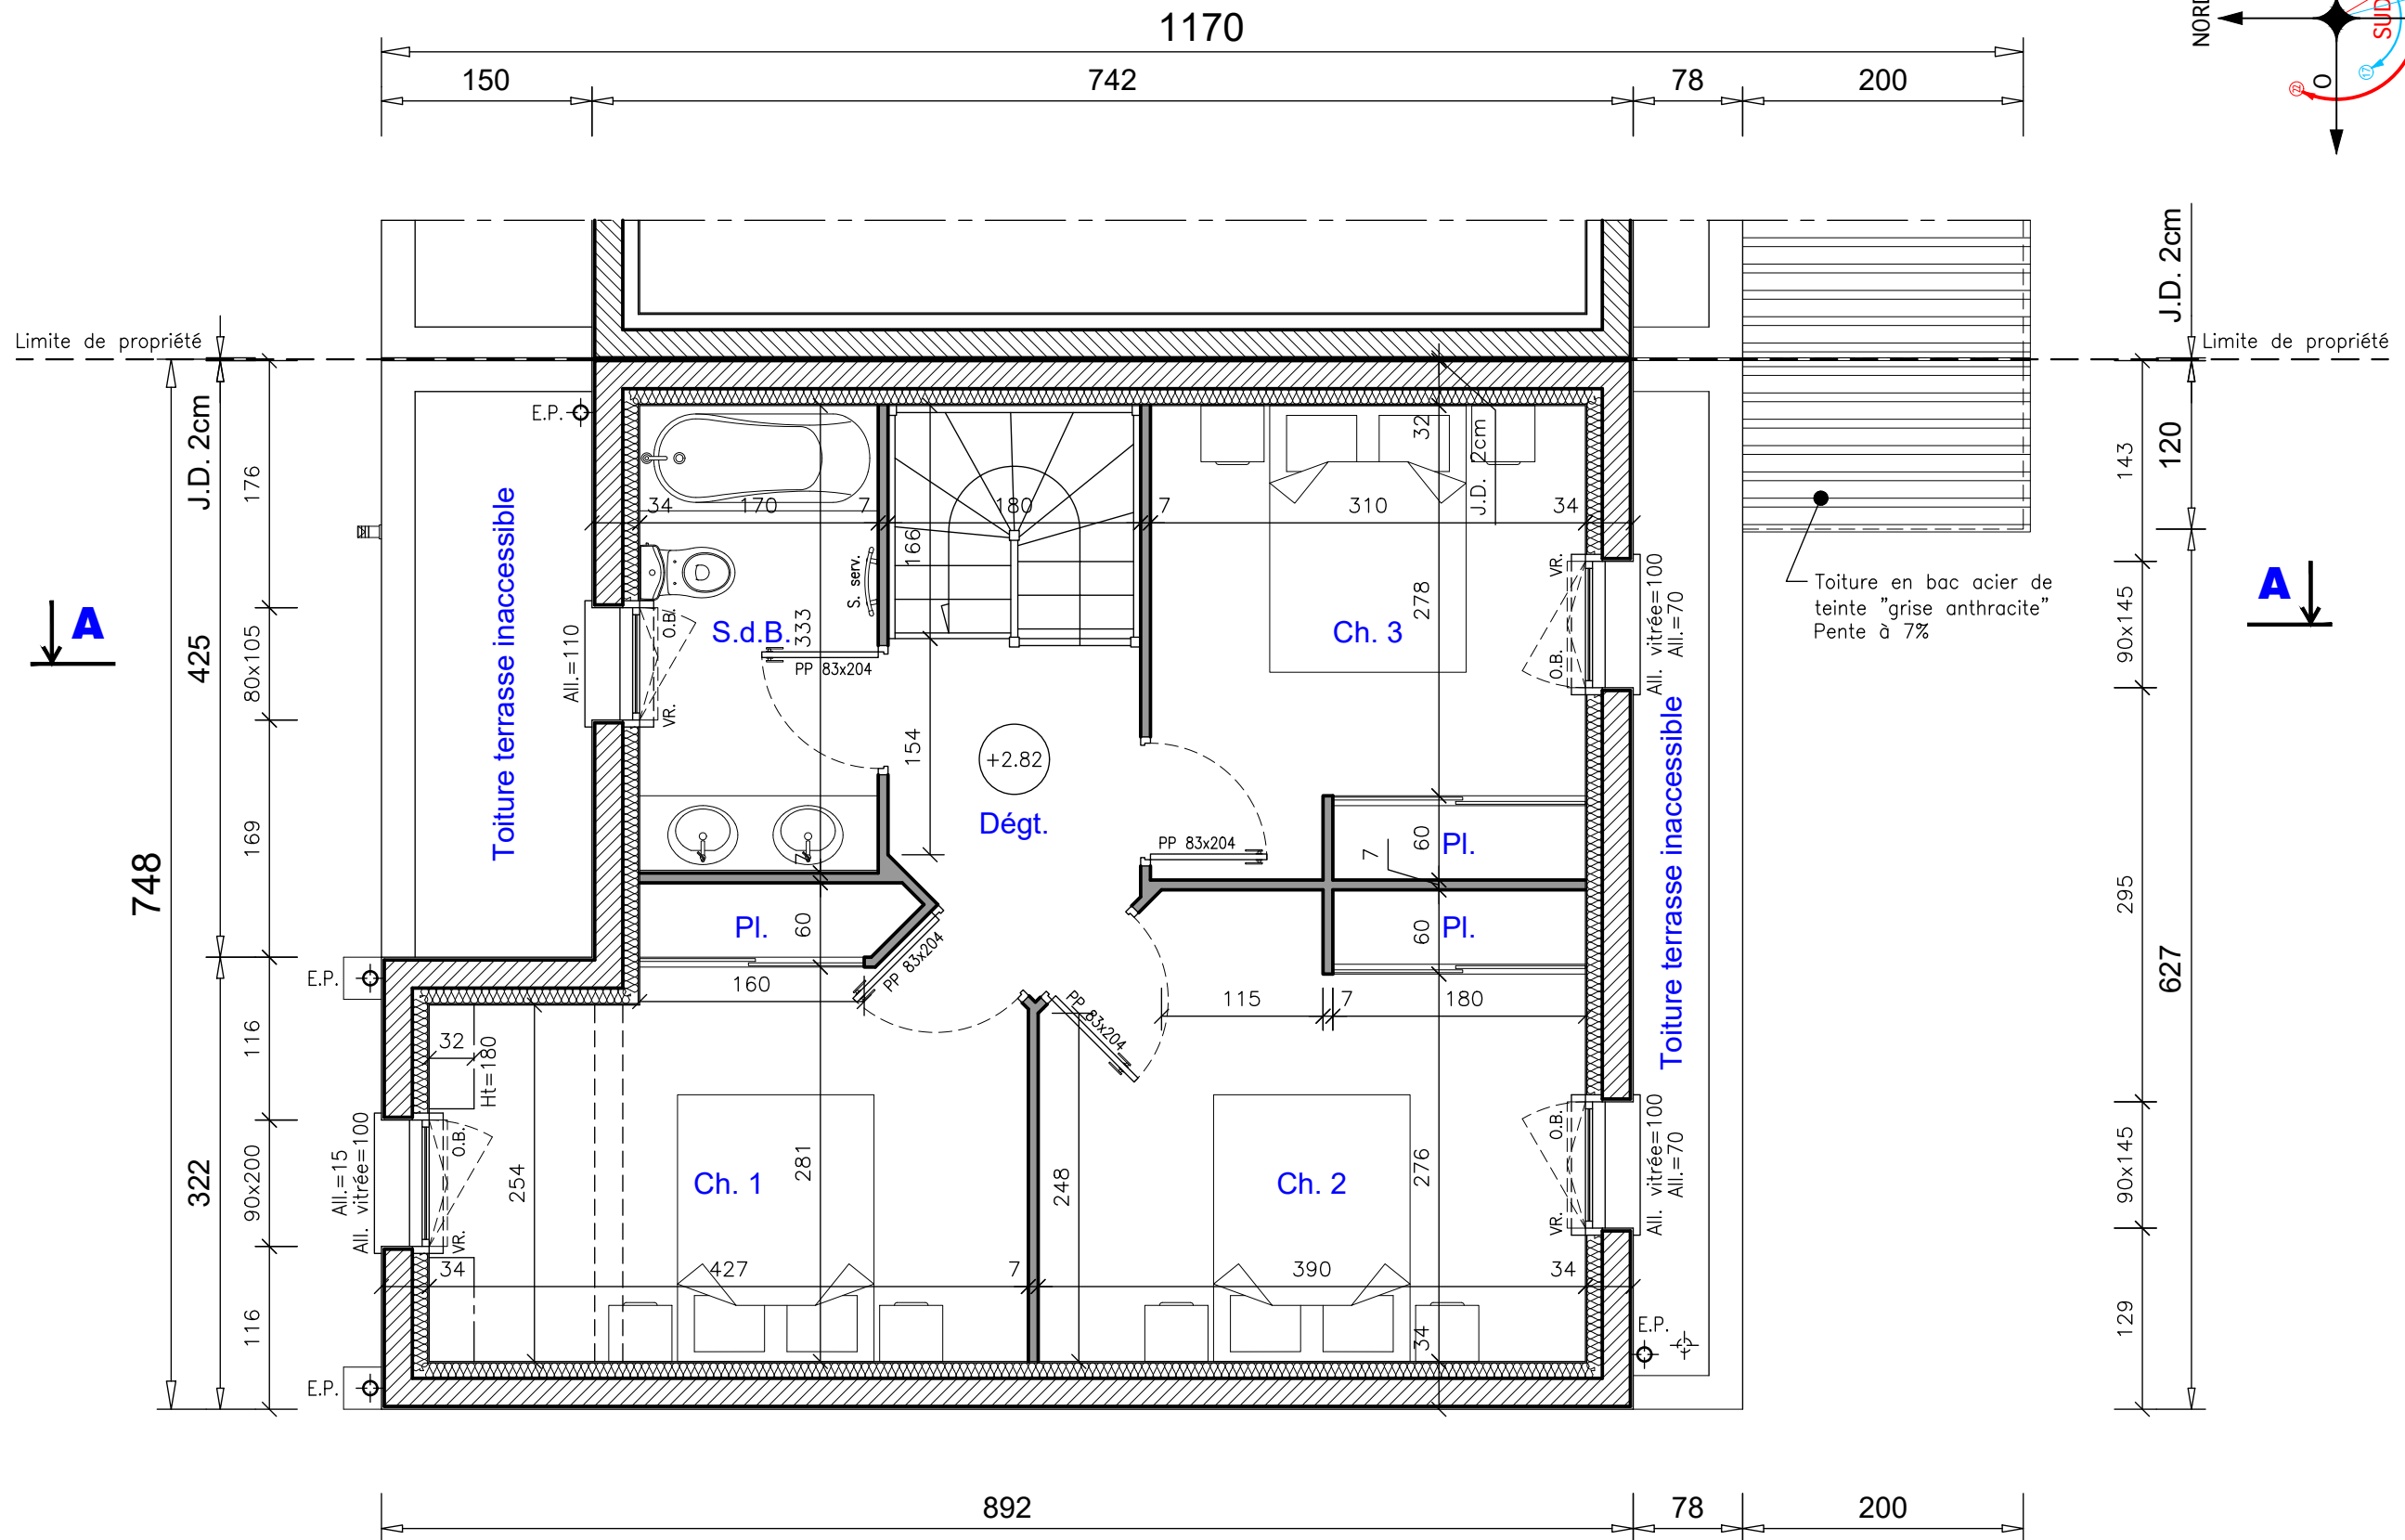 1170
150
742
78
200
NORD
SUD
O
22
17
Limite de propriété
J.D. 2cm
J.D. 2cm
Limite de propriété
E.P.
176
425
748
80x105
169
116
322
90x200
116
Toiture terrasse inaccessible
A
All.=110
O.B.
VR.
34
170
7
180
7
310
34
32
J.D. 2cm
166
S. serv.
333
S.d.B.
PP 83x204
278
Ch. 3
VR.
O.B.
All. vitrée=100
All.=70
154
+2.82
Dégt.
PP 83x204
7
60
Pl.
7
60
Pl.
60
Pl.
PP 83x204
PP 83x204
160
115
7
180
120
143
90x145
295
627
90x145
129
Toiture en bac acier de
teinte "grise anthracite"
Pente à 7%
A
Toiture terrasse inaccessible
E.P.
32
Ht=180
All.=15
All. vitrée=100
O.B.
VR.
254
Ch. 1
281
248
Ch. 2
276
O.B.
VR.
All. vitrée=100
All.=70
34
427
7
390
34
34
E.P.
E.P.
892
78
200